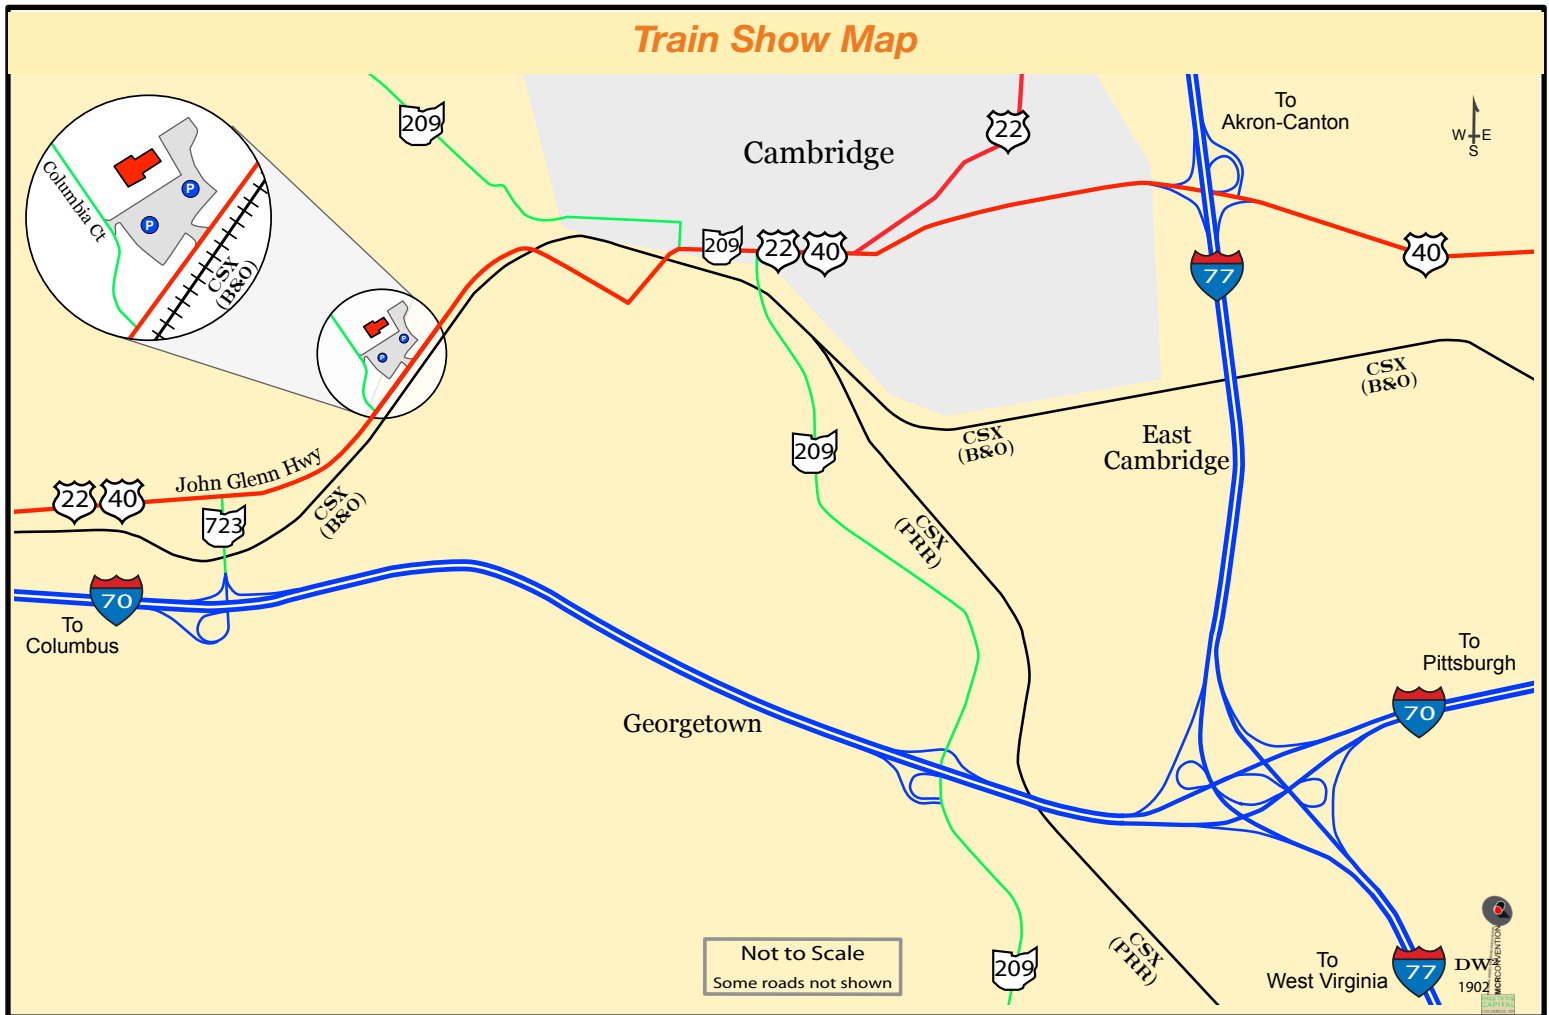 Train Show Map
To
Akron-Canton
W E
S
209
22
Cambridge
Columbia Ct
P
P
CSX
(B&O)
209
22
40
40
77
P
P
CSX
(B&O)
CSX
(B&O)
East
Cambridge
209
John Glenn Hwy
22
40
723
CSX
(B&O)
CSX
(PRR)
70
To
Columbus
To
Pittsburgh
70
Georgetown
CSX
(PRR)
Not to Scale
Some roads not shown
209
To
West Virginia
77
DW
1902
MCRCONVENTION
CAPITAL